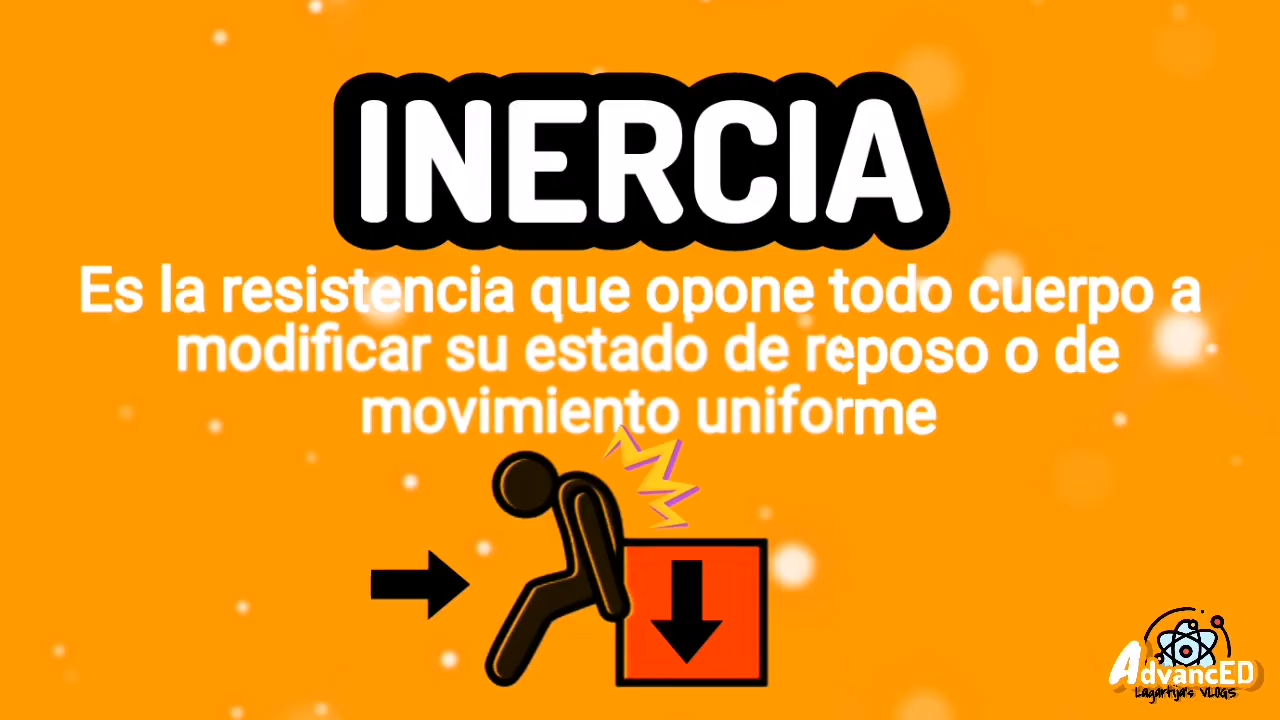 INERCIA
Es la resistencia que opone todo cuerpo a
modificar su estado de reposo o de
movimiento uniforme
AdvancED
Lagartija's VLOGS